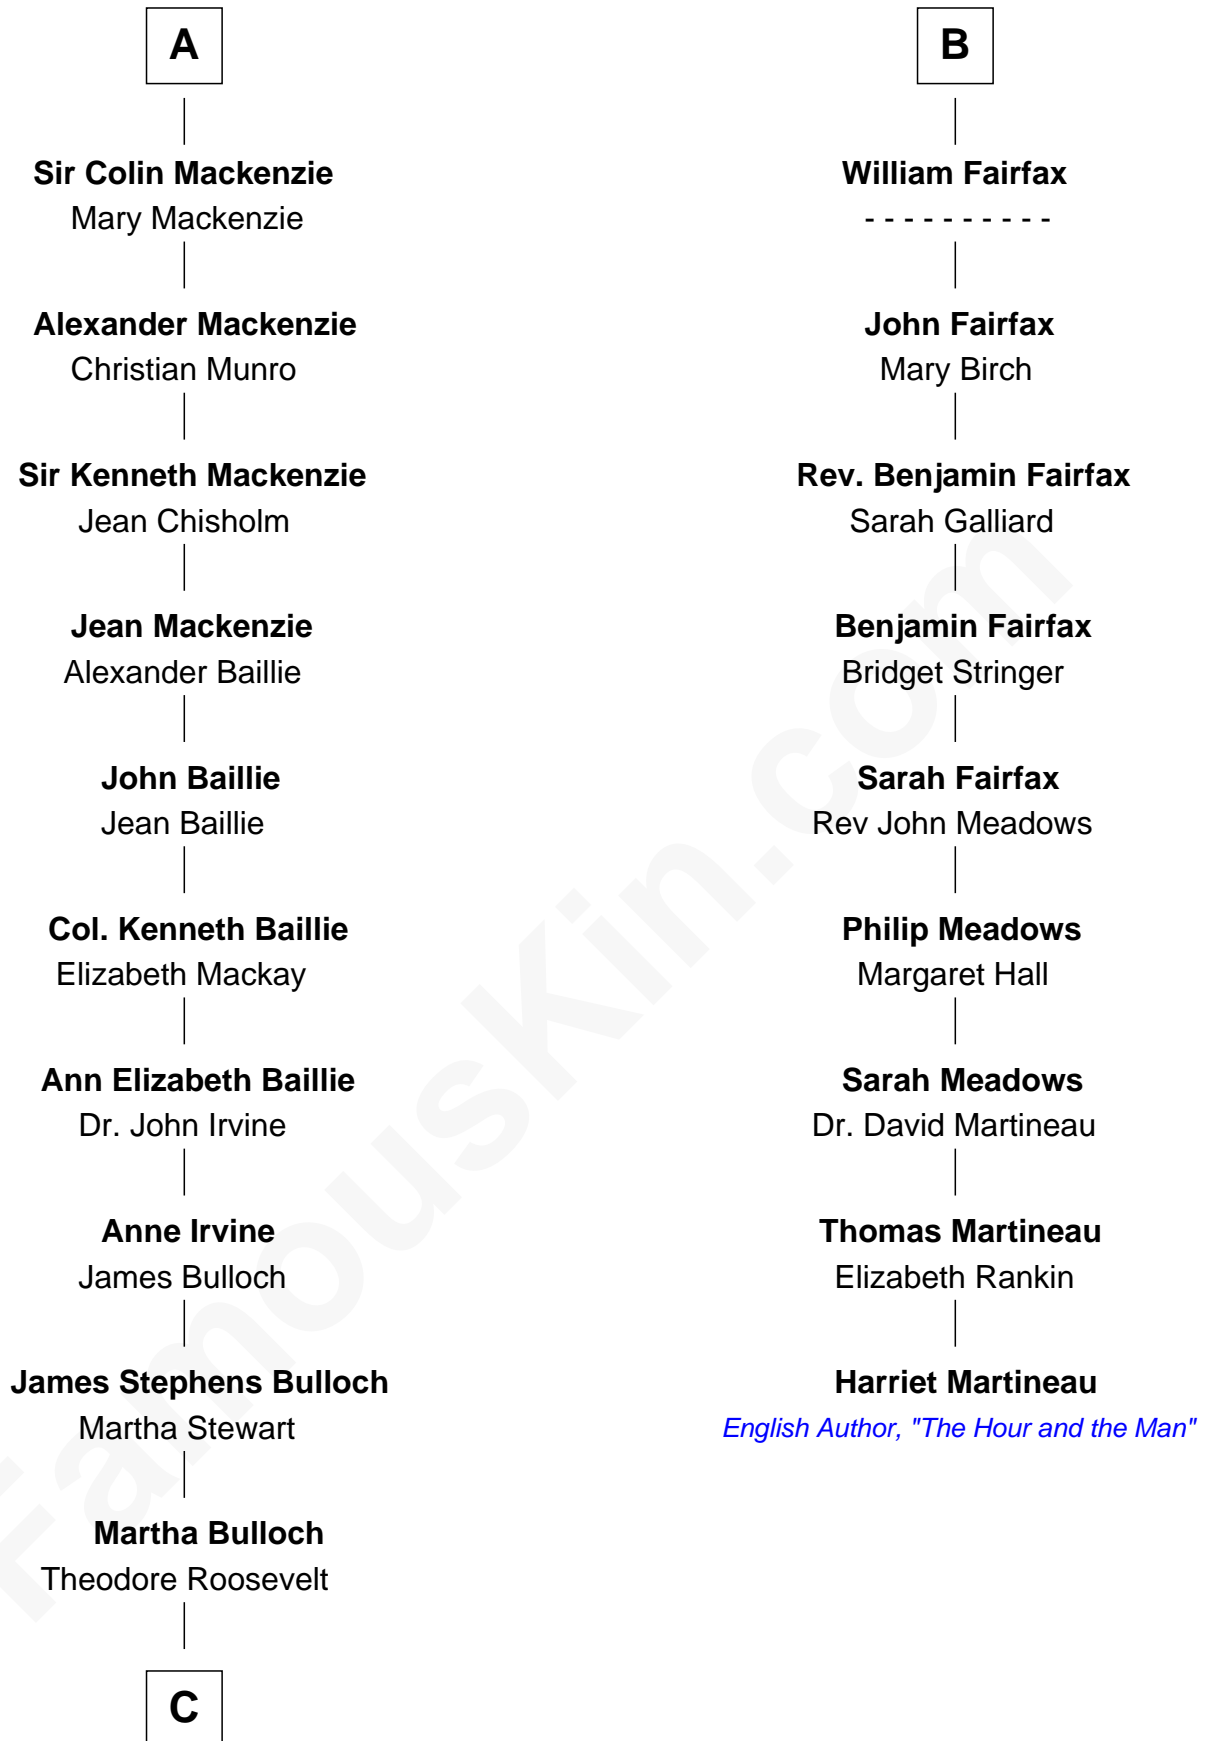 A
Sir Colin Mackenzie
Mary Mackenzie
Alexander Mackenzie
Christian Munro
Sir Kenneth Mackenzie
Jean Chisholm
Jean Mackenzie
Alexander Baillie
John Baillie
Jean Baillie
Col. Kenneth Baillie
Elizabeth Mackay
Ann Elizabeth Baillie
Dr. John Irvine
Anne Irvine
James Bulloch
James Stephens Bulloch
Martha Stewart
Martha Bulloch
Theodore Roosevelt
C
B
William Fairfax
- - - - - - - - - -
John Fairfax
Mary Birch
Rev. Benjamin Fairfax
Sarah Galliard
Benjamin Fairfax
Bridget Stringer
Sarah Fairfax
Rev John Meadows
Philip Meadows
Margaret Hall
Sarah Meadows
Dr. David Martineau
Thomas Martineau
Elizabeth Rankin
Harriet Martineau
English Author, "The Hour and the Man"
FamousKin.com